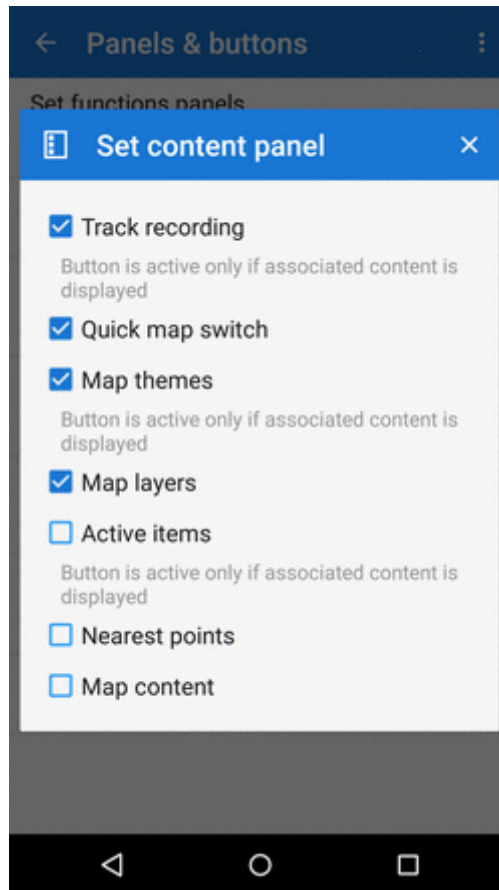 Panels & buttons
Set functions panels
Set content panel
Track recording
Button is active only if associated content is
displayed
Quick map switch
Map themes
Button is active only if associated content is
displayed
Map layers
Active items
Button is active only if associated content is
displayed
Nearest points
Map content